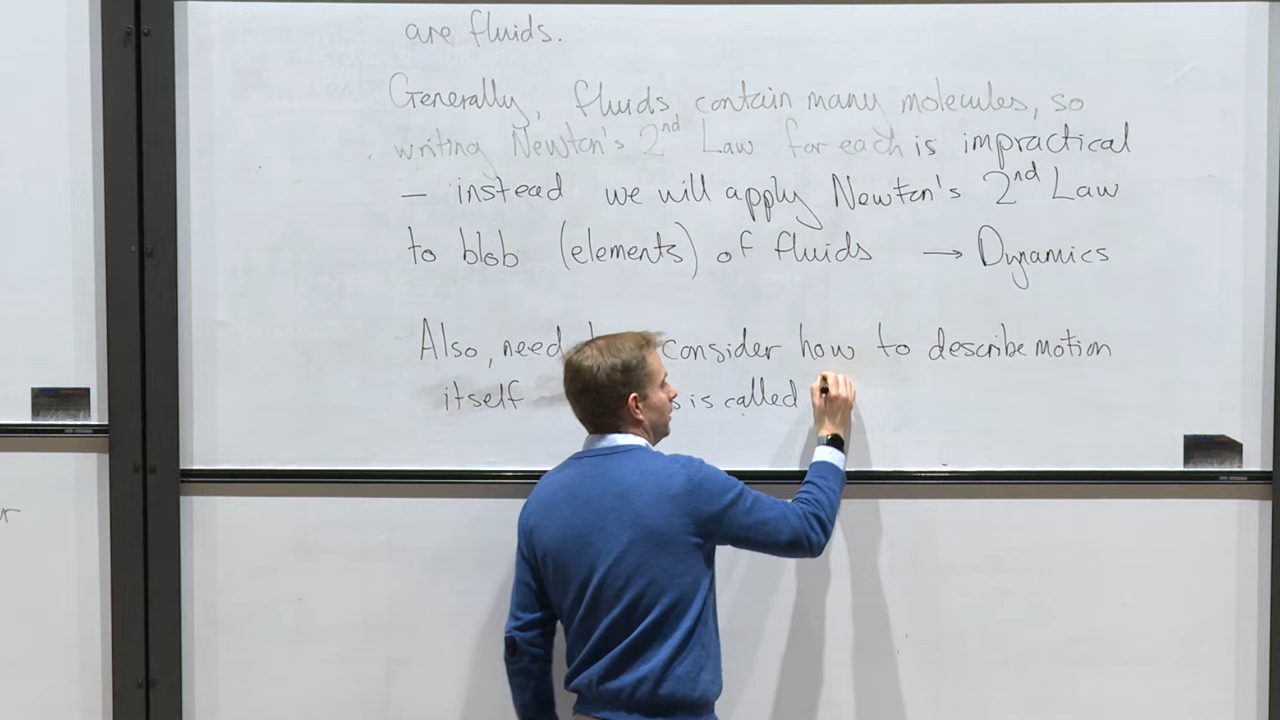 are fluids.
Generally, fluids contain many molecules, so
writing Newton's 2nd Law for each is impractical
– instead we will apply Newton's 2nd Law
to blob (elements) of fluids → Dynamics
Also, need consider how to describe motion
itself is called